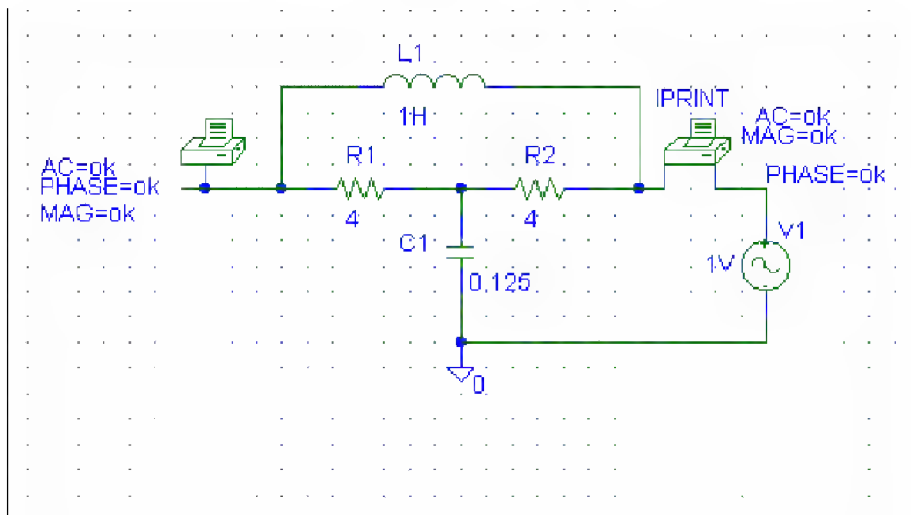 L1
1H
IPRINT
AC=ok
MAG=ok
PHASE=ok
AC=ok
PHASE=ok
MAG=ok
R1
4
R2
4
C1
0.125
V1
1V
0